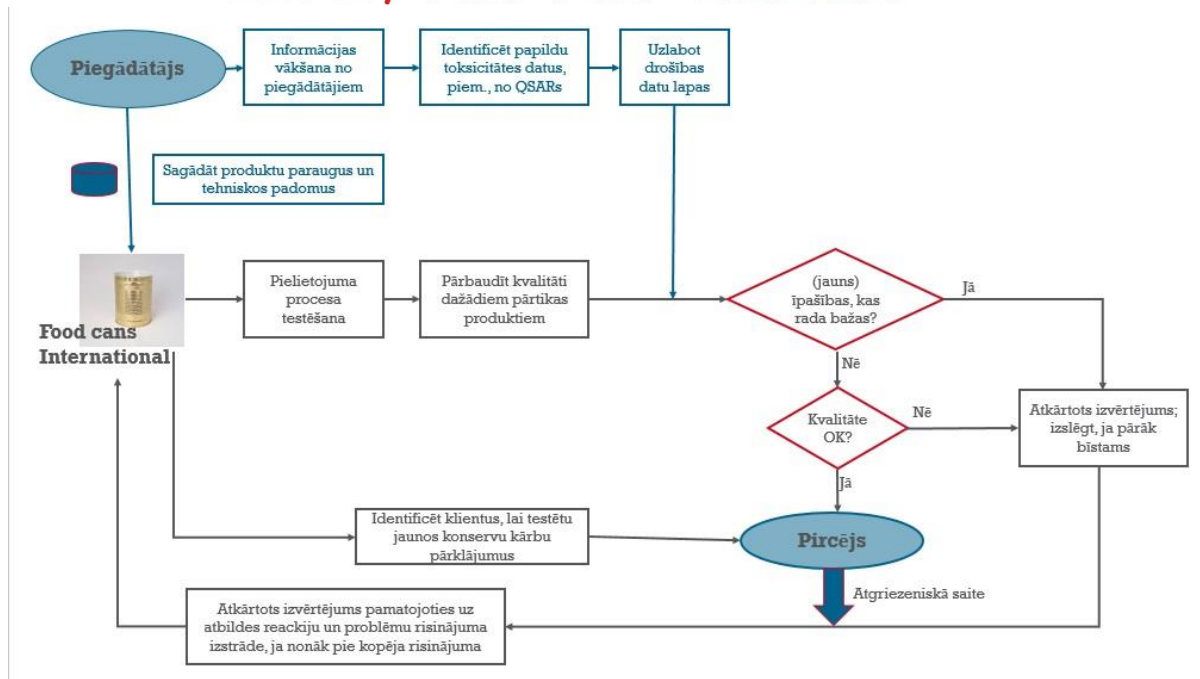 Piegādātājs
Informācijas
vākšana no
piegādātājiem
Identificēt papildu
toksicitātes datus,
piem., no QSARs
Uzlabot
drošības
datu lapas
Sagādāt produktu paraugus un
tehniskos padomus
Food cans
International
Pielietojuma
procesa
testēšana
Pārbaudīt kvalitāti
dažādiem pārtikas
produktiem
(jauns)
īpašības, kas
rada bažas?
Jā
Nē
Kvalitāte
OK?
Nē
Jā
Atkārtots izvērtējums;
izslēgt, ja pārāk
bīstams
Identificēt klientus, lai testētu
jaunos konservu kārbu
pārklājumus
Pircējs
Atgriezeniskā saite
Atkārtots izvērtējums pamatojoties uz
atbildes reackiju un problēmu risinājuma
izstrāde, ja nonāk pie kopēja risinājuma